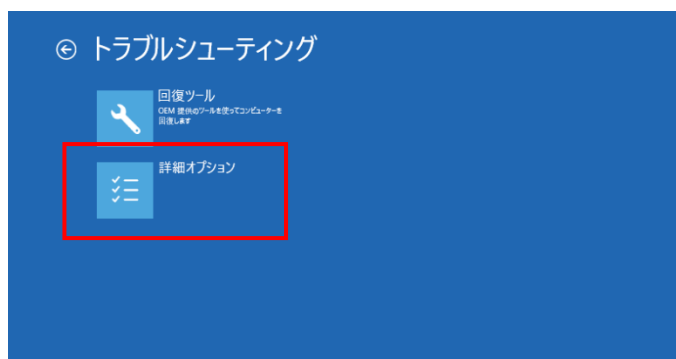 トラブルシューティング
回復ツール
OEM 提供のツールを使ってコンピューターを
回復します
詳細オプション